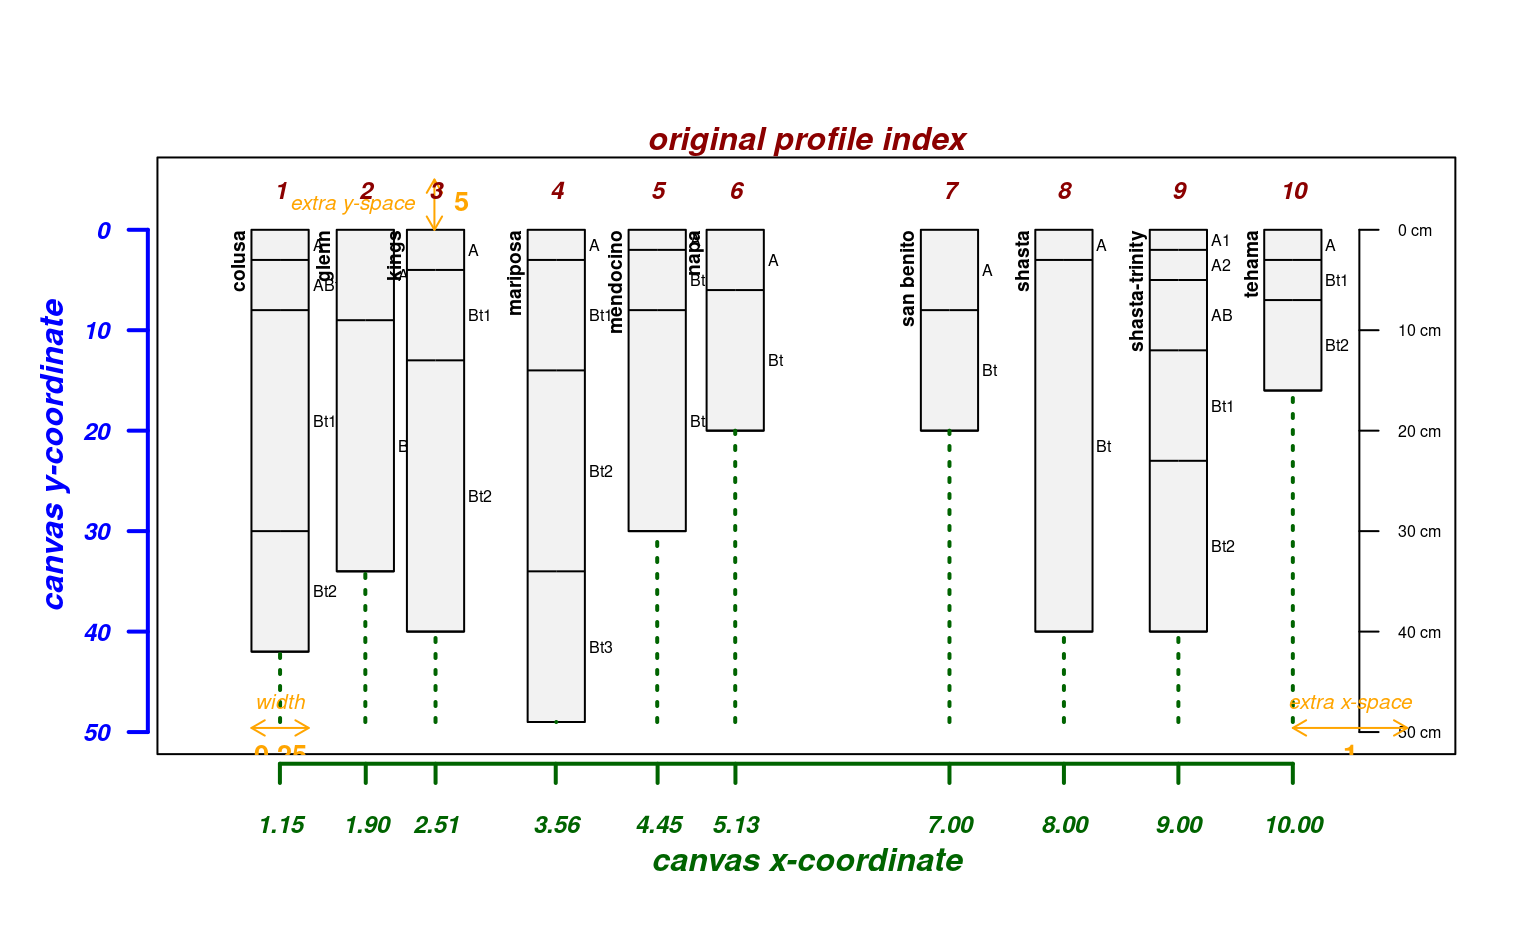 original profile index
1 2 3 4 5 6 7 8 9 10
extra y-space 5
canvas y-coordinate
0
10
20
30
40
50
colusa
A
AB
Bt1
Bt2
glenn
A
kings
A
Bt1
Bt2
mariposa
A
Bt1
Bt2
Bt3
mendocino
napa
A
Bt
san benito
A
Bt
shasta
A
Bt
shasta-trinity
A1
A2
AB
Bt1
Bt2
tehama
A
Bt1
Bt2
0 cm
10 cm
20 cm
30 cm
40 cm
50 cm
width
0.25
extra x-space
1
1.15 1.90 2.51 3.56 4.45 5.13 7.00 8.00 9.00 10.00
canvas x-coordinate